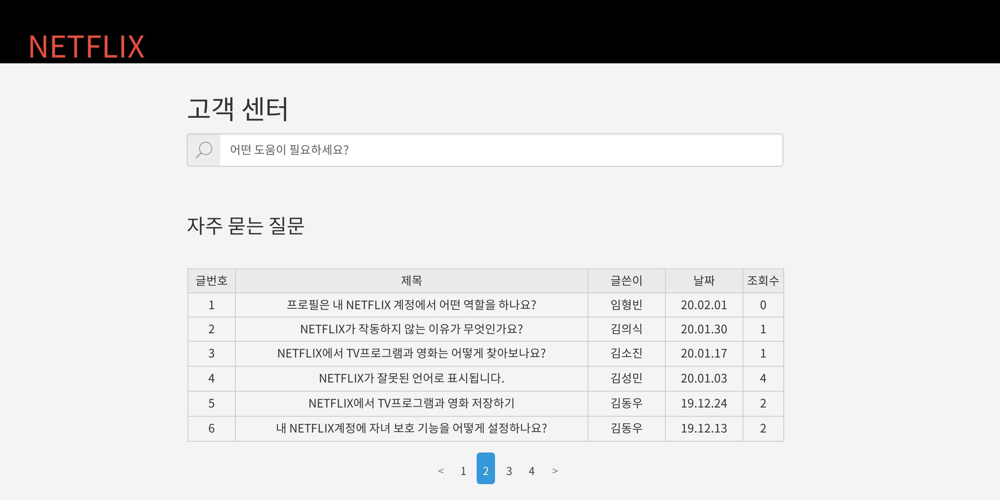 NETFLIX
고객 센터
어떤 도움이 필요하세요?
자주 묻는 질문
글번호 제목 글쓴이 날짜 조회수
1 프로필은 내 NETFLIX 계정에서 어떤 역할을 하나요? 임형빈 20.02.01 0
2 NETFLIX가 작동하지 않는 이유가 무엇인가요? 김의식 20.01.30 1
3 NETFLIX에서 TV프로그램과 영화는 어떻게 찾아보나요? 김소진 20.01.17 1
4 NETFLIX가 잘못된 언어로 표시됩니다. 김성민 20.01.03 4
5 NETFLIX에서 TV프로그램과 영화 저장하기 김동우 19.12.24 2
6 내 NETFLIX계정에 자녀 보호 기능을 어떻게 설정하나요? 김동우 19.12.13 2
< 1 2 3 4 >